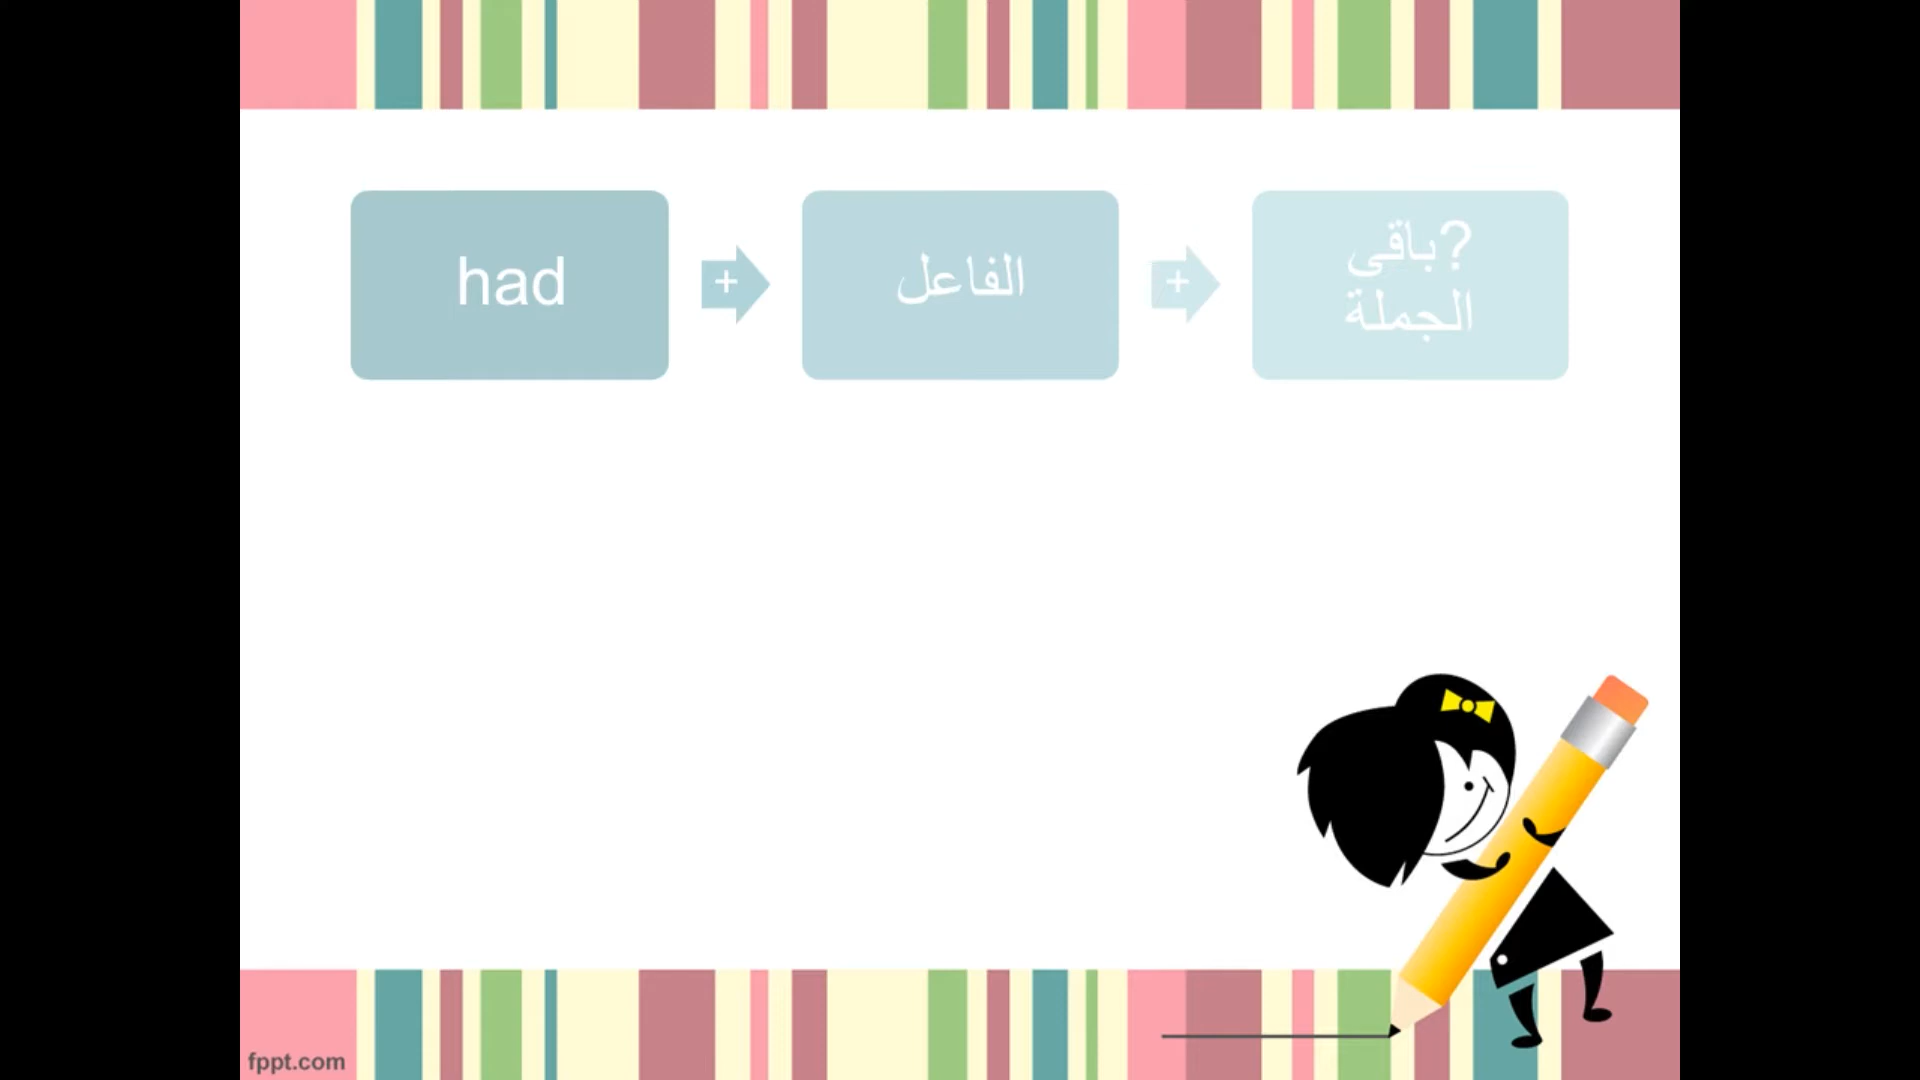 had
+
الفاعل
+
?باقي
الجملة
fppt.com